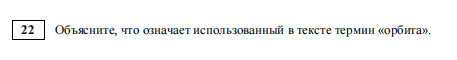 22 Объясните, что означает использованный в тексте термин «орбита».